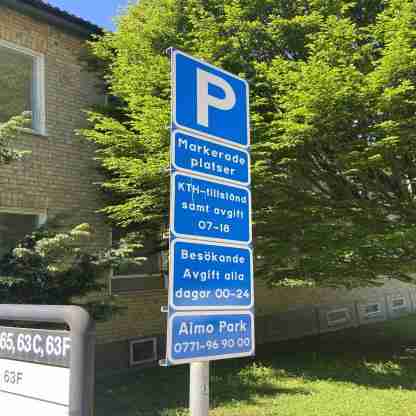 P
Markerade
platser
KTH-tillstånd
samt avgift
07-18
Besökande
Avgift alla
dagar 00-24
Aimo Park
0771-96 90 00
65, 63C, 63F
63F